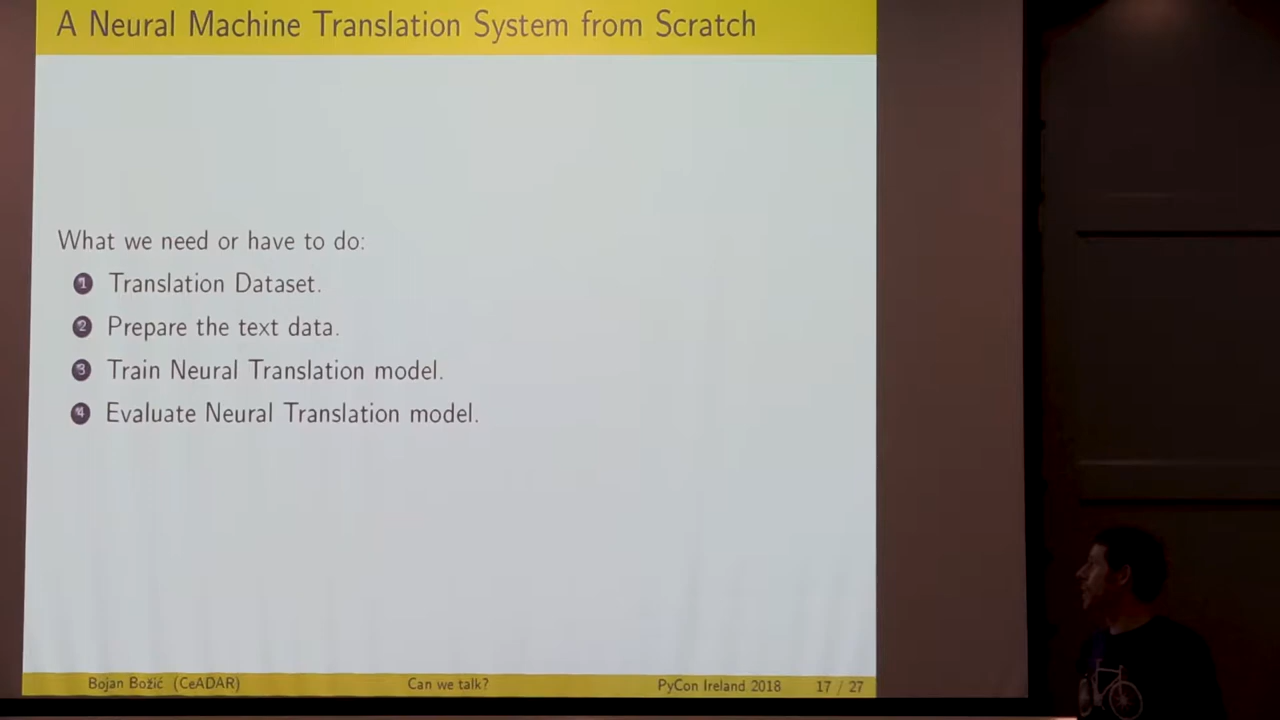 A Neural Machine Translation System from Scratch
What we need or have to do:
1 Translation Dataset.
2 Prepare the text data.
3 Train Neural Translation model.
4 Evaluate Neural Translation model.
Bojan Božić (CeADAR) Can we talk? PyCon Ireland 2018 17 / 27